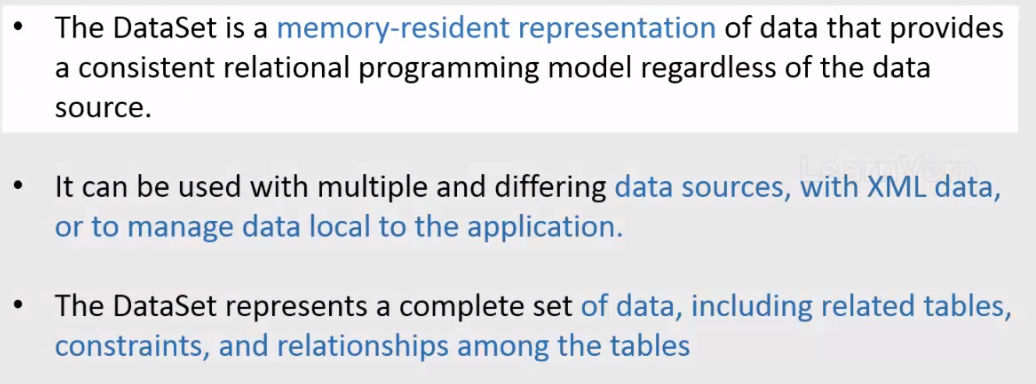 • The DataSet is a memory-resident representation of data that provides
a consistent relational programming model regardless of the data
source.
LearnVern
• It can be used with multiple and differing data sources, with XML data,
or to manage data local to the application.
• The DataSet represents a complete set of data, including related tables,
constraints, and relationships among the tables